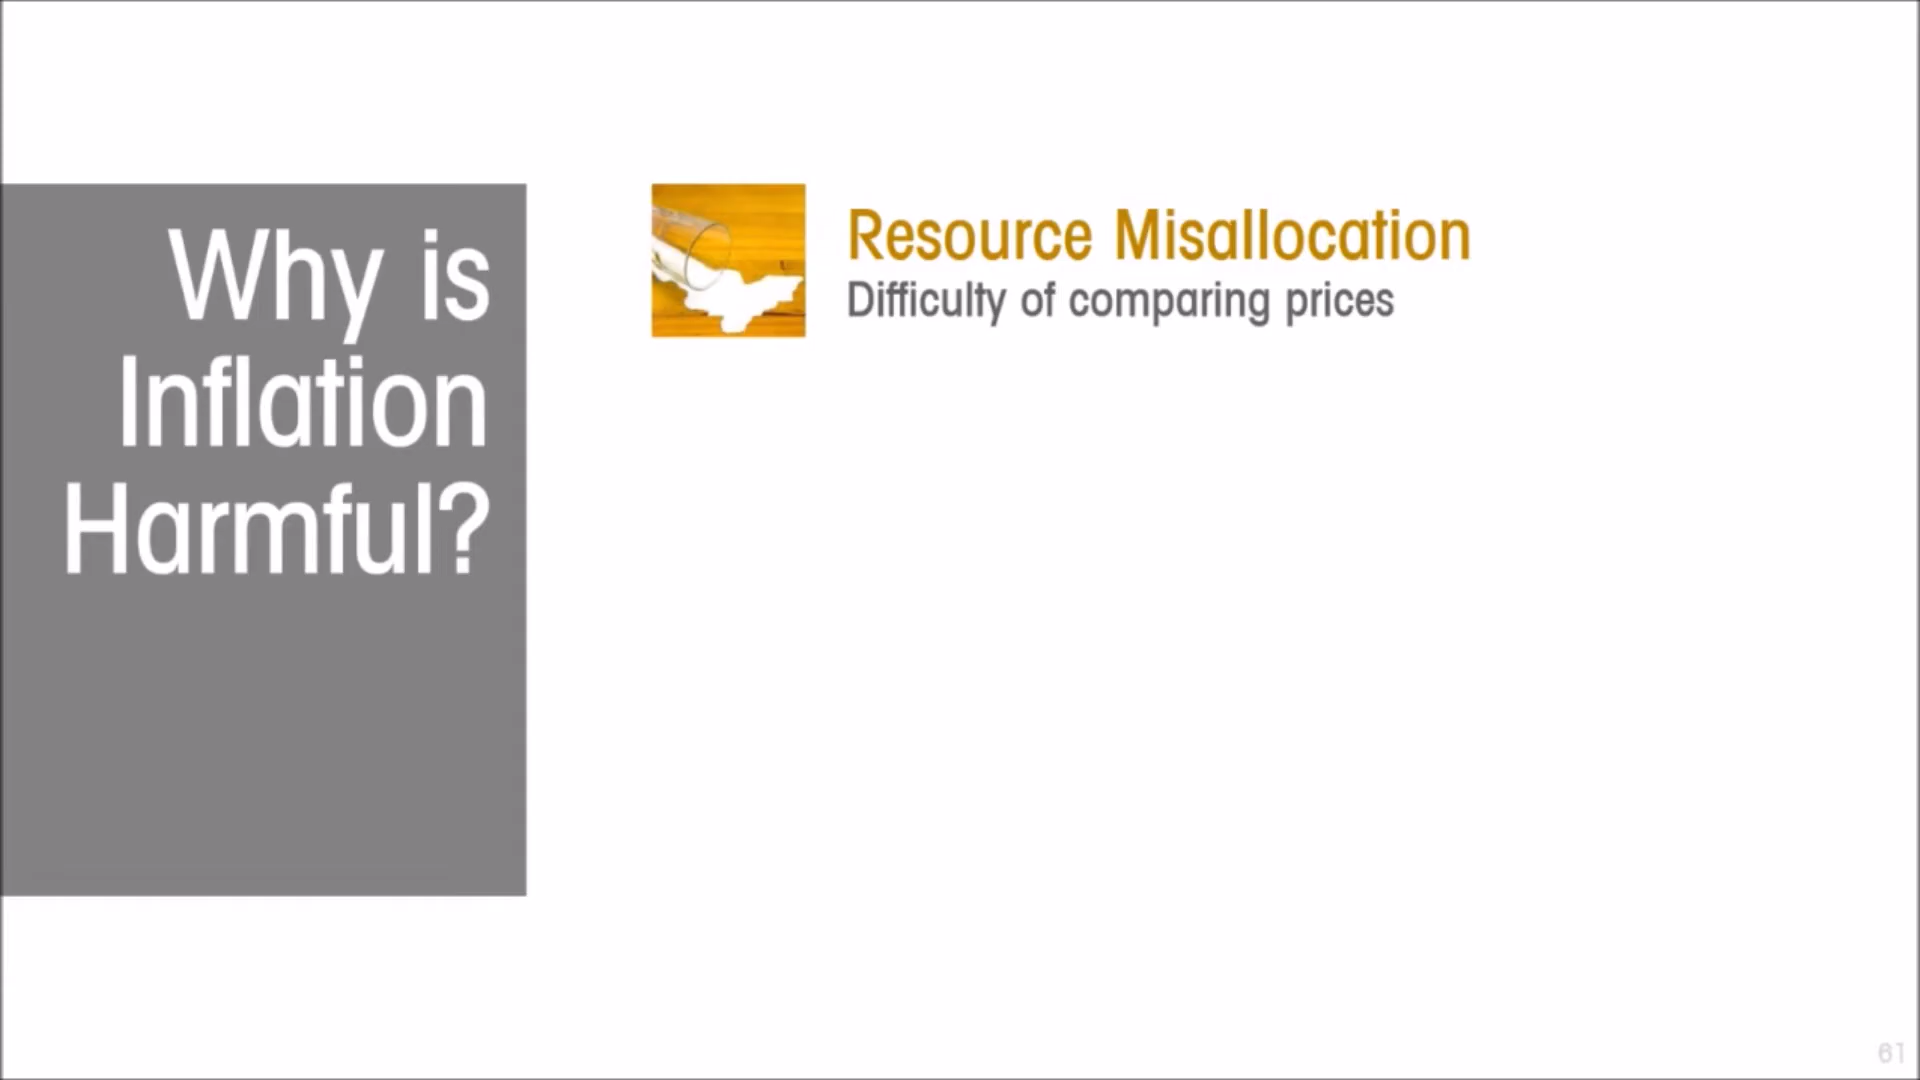 Why is
Inflation
Harmful?
Resource Misallocation
Difficulty of comparing prices
61